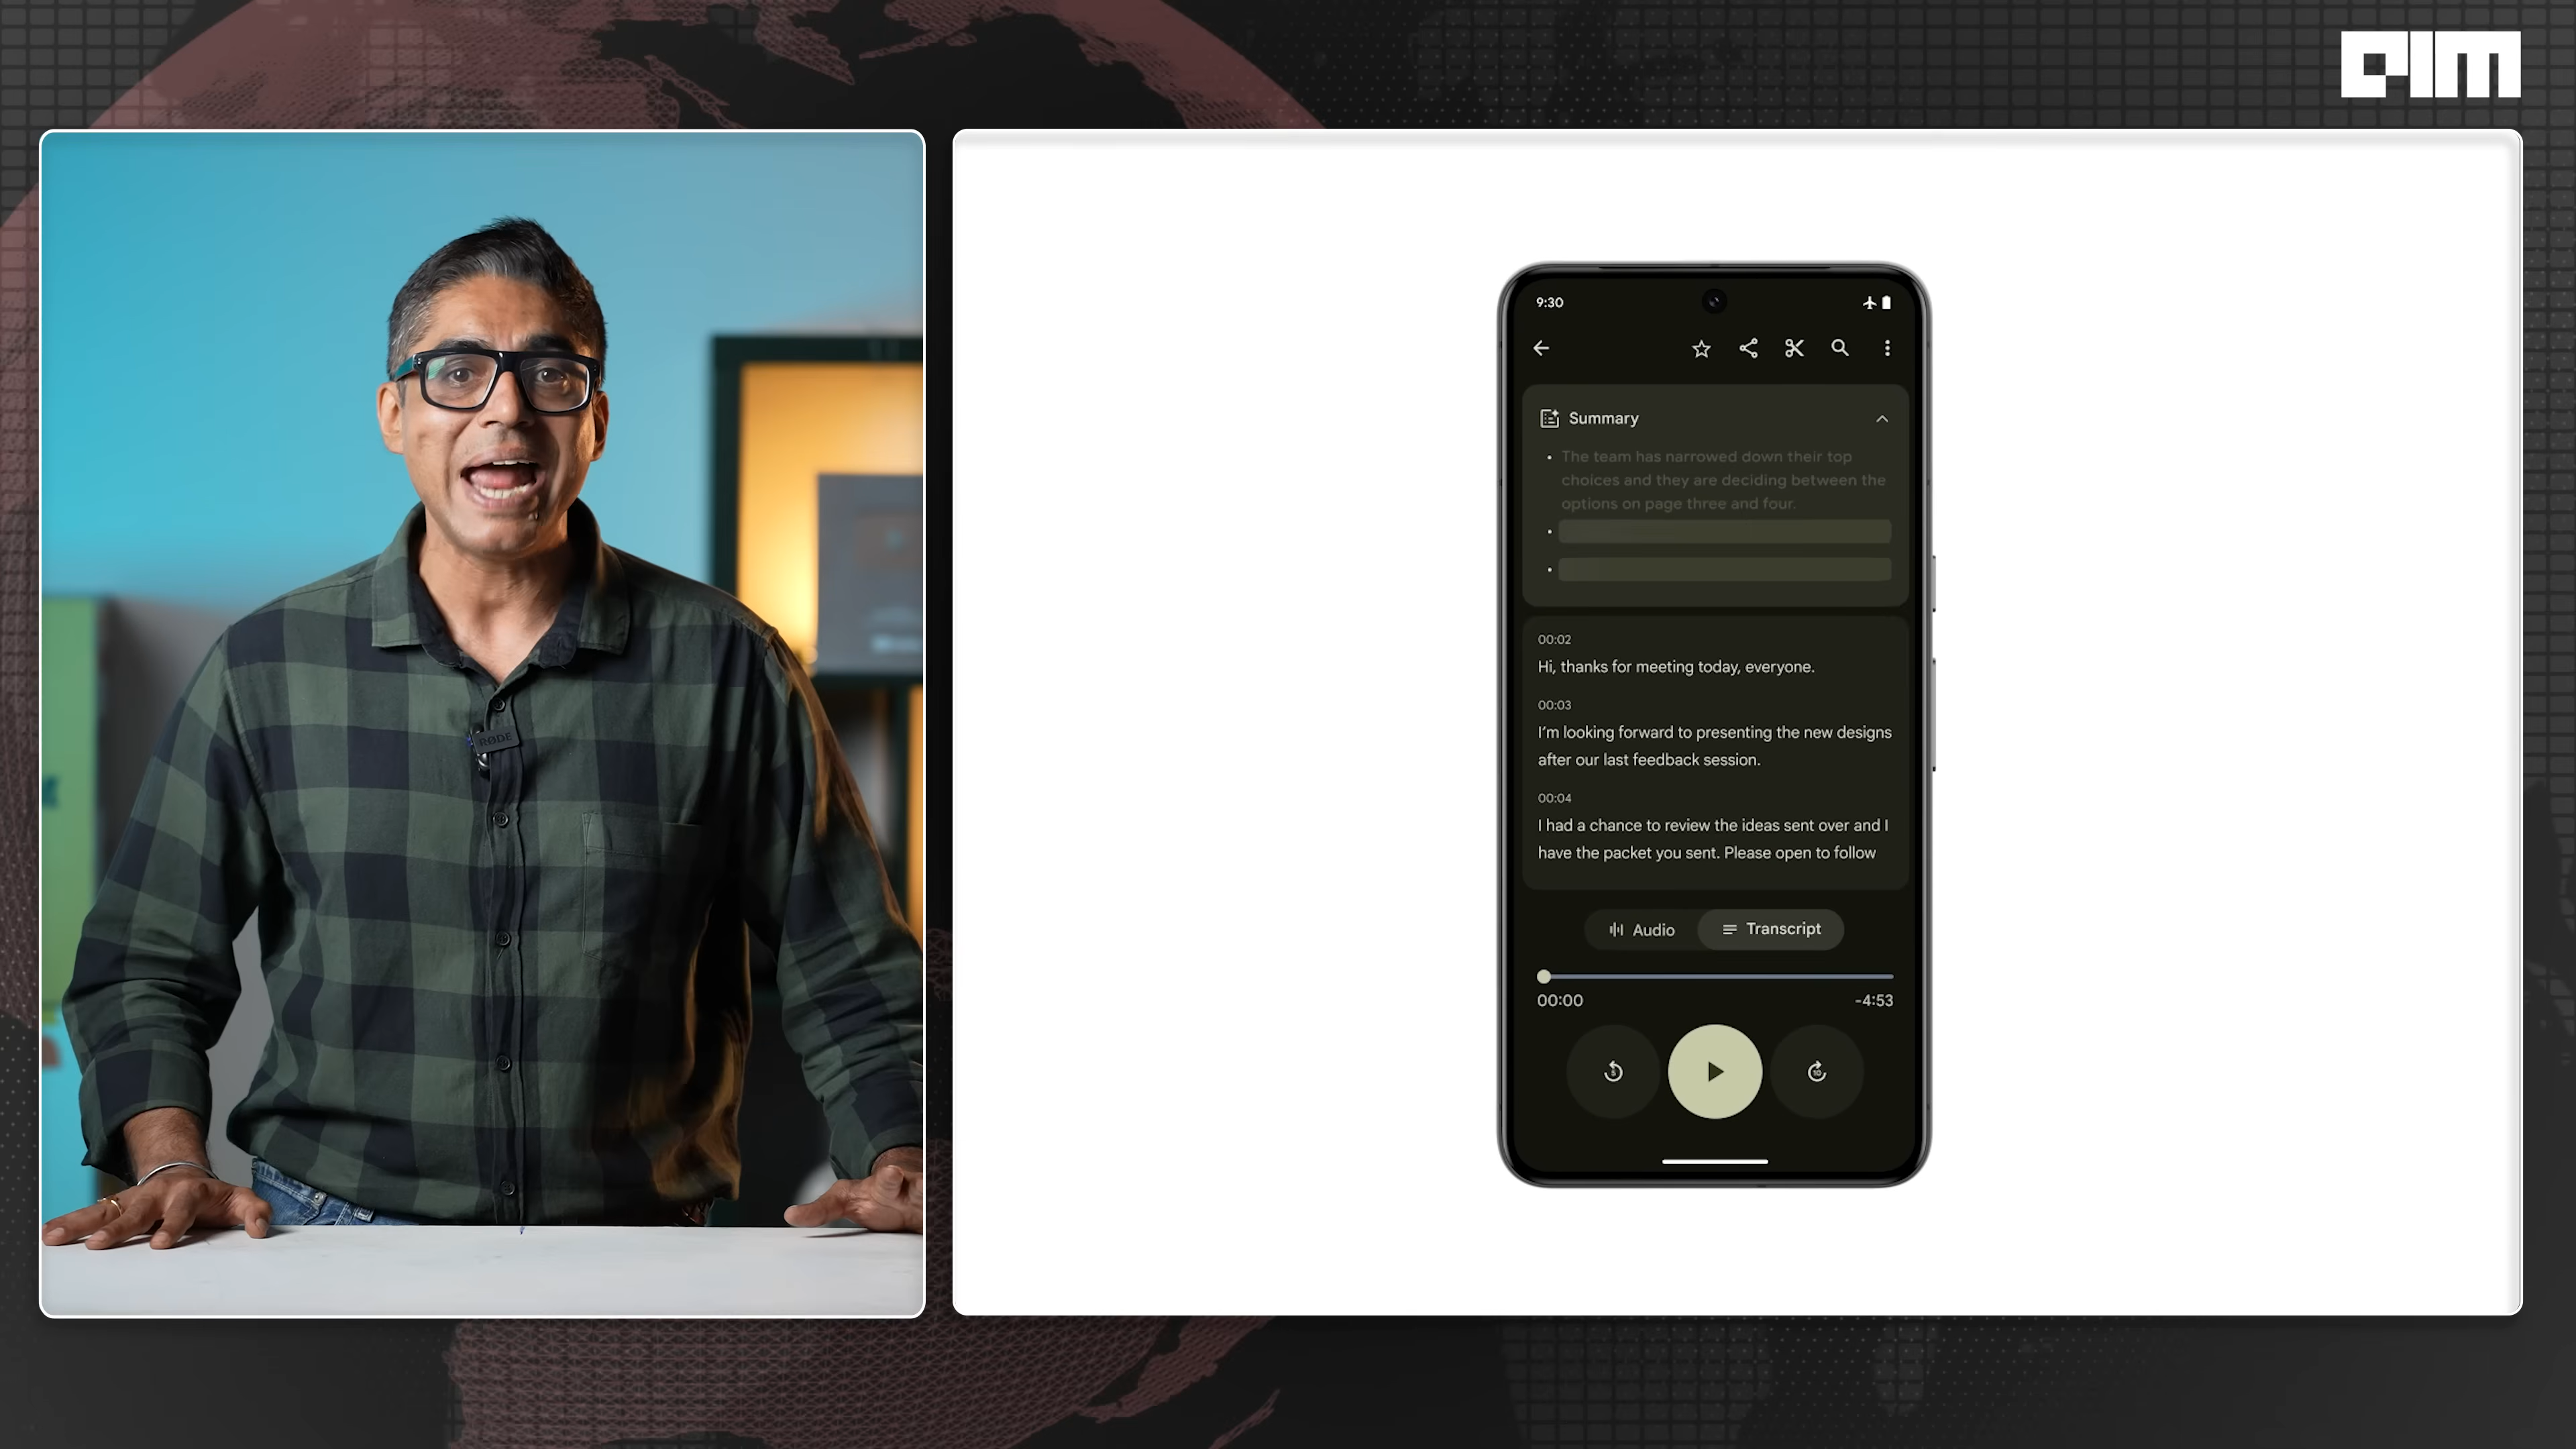 aim
RØDE
9:30
Summary
• The team has narrowed down their top
choices and they are deciding between the
options on page three and four.
00:02
Hi, thanks for meeting today, everyone.
00:03
I'm looking forward to presenting the new designs
after our last feedback session.
00:04
I had a chance to review the ideas sent over and I
have the packet you sent. Please open to follow
Audio
Transcript
00:00
-4:53
5
10